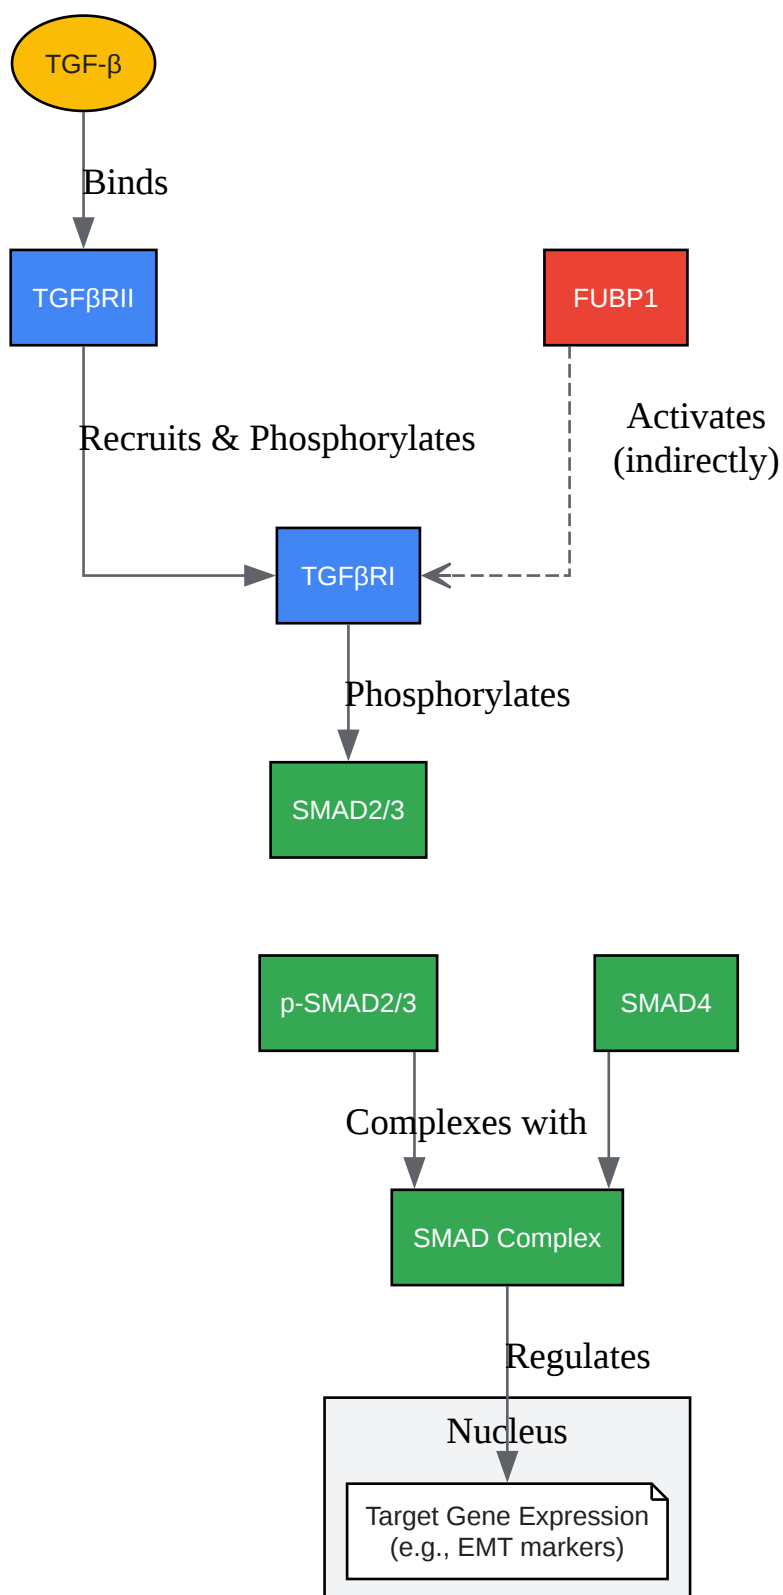 TGF-β
Binds
TGFβRII
FUBP1
Recruits & Phosphorylates
Activates
(indirectly)
TGFβRI
Phosphorylates
SMAD2/3
p-SMAD2/3
SMAD4
Complexes with
SMAD Complex
Regulates
Nucleus
Target Gene Expression
(e.g., EMT markers)